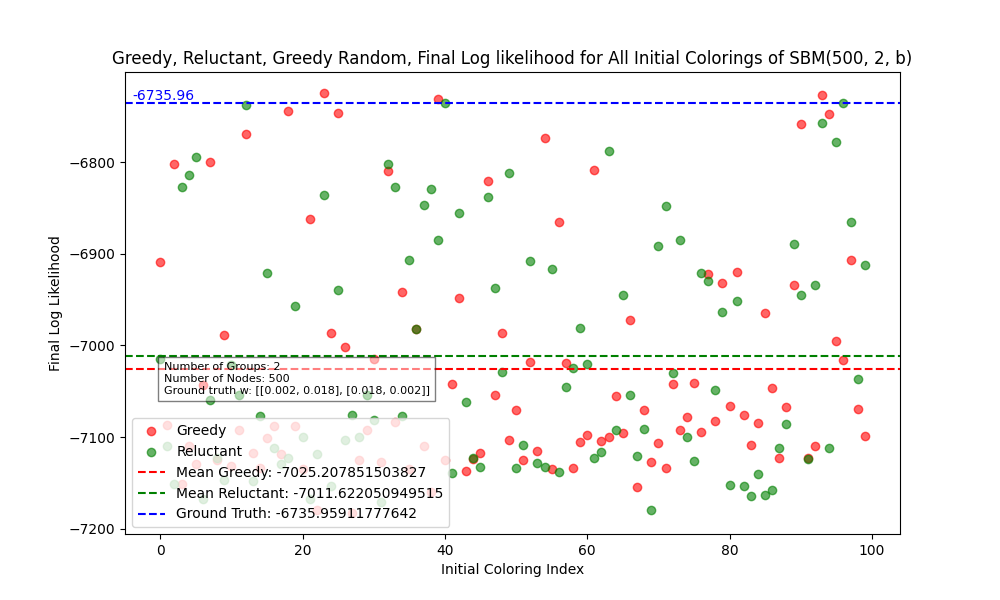 Greedy, Reluctant, Greedy Random, Final Log likelihood for All Initial Colorings of SBM(500, 2, b)
-6735.96
−6800
−6900
−7000
−7100
−7200
Final Log Likelihood
Number of Groups: 2
Number of Nodes: 500
Ground truth w: [[0.002, 0.018], [0.018, 0.002]]
Greedy
Reluctant
Mean Greedy: -7025.207851503827
Mean Reluctant: -7011.622050949515
Ground Truth: -6735.95911777642
0 20 40 60 80 100
Initial Coloring Index